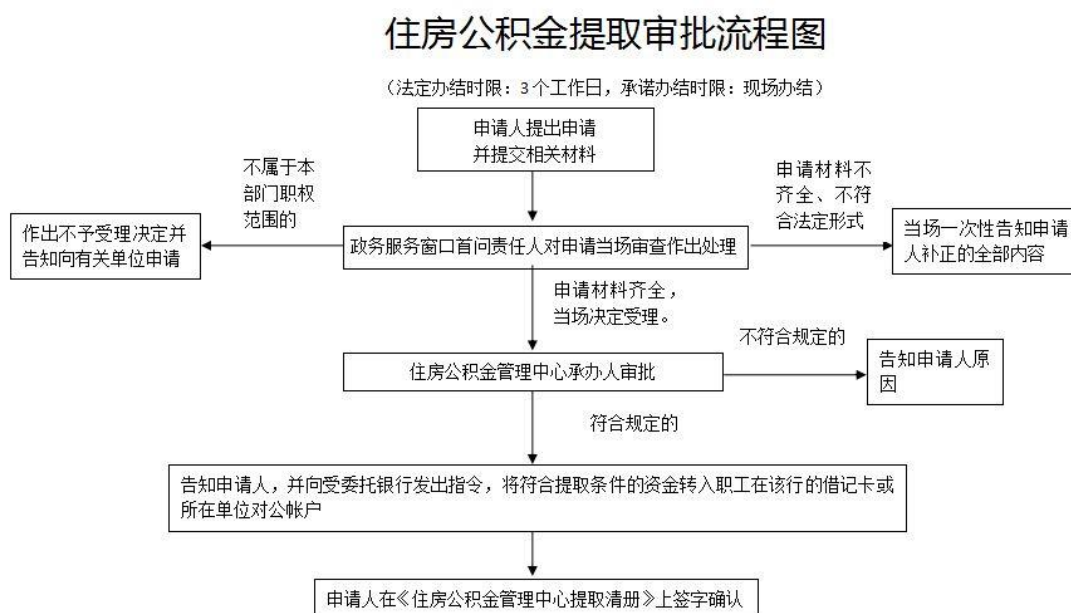 住房公积金提取审批流程图
（法定办结时限：3个工作日，承诺办结时限：现场办结）
申请人提出申请
并提交相关材料
不属于本
部门职权
范围的
申请材料不
齐全、不符
合法定形式
作出不予受理决定并
告知向有关单位申请
政务服务窗口首问责任人对申请当场审查作出处理
当场一次性告知申请
人补正的全部内容
申请材料齐全，
当场决定受理。
不符合规定的
住房公积金管理中心承办人审批
告知申请人原
因
符合规定的
告知申请人，并向受委托银行发出指令，将符合提取条件的资金转入职工在该行的借记卡或
所在单位对公帐户
申请人在《住房公积金管理中心提取清册》上签字确认